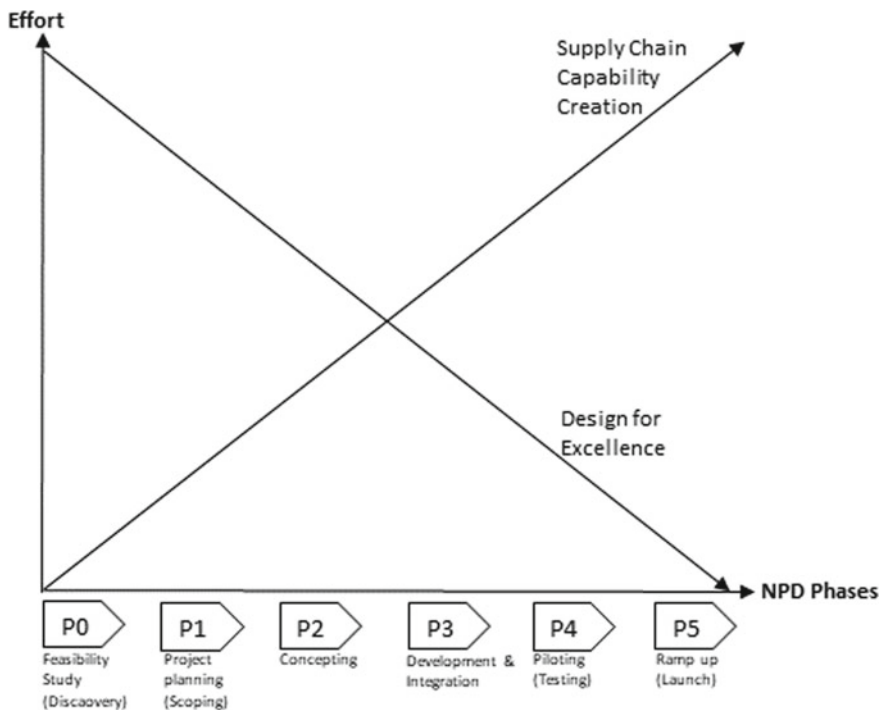 Effort
Supply Chain
Capability
Creation
Design for
Excellence
NPD Phases
P0
P1
P2
P3
P4
P5
Feasibility
Study
(Discaovery)
Project
planning
(Scoping)
Concepting
Development &
Integration
Piloting
(Testing)
Ramp up
(Launch)